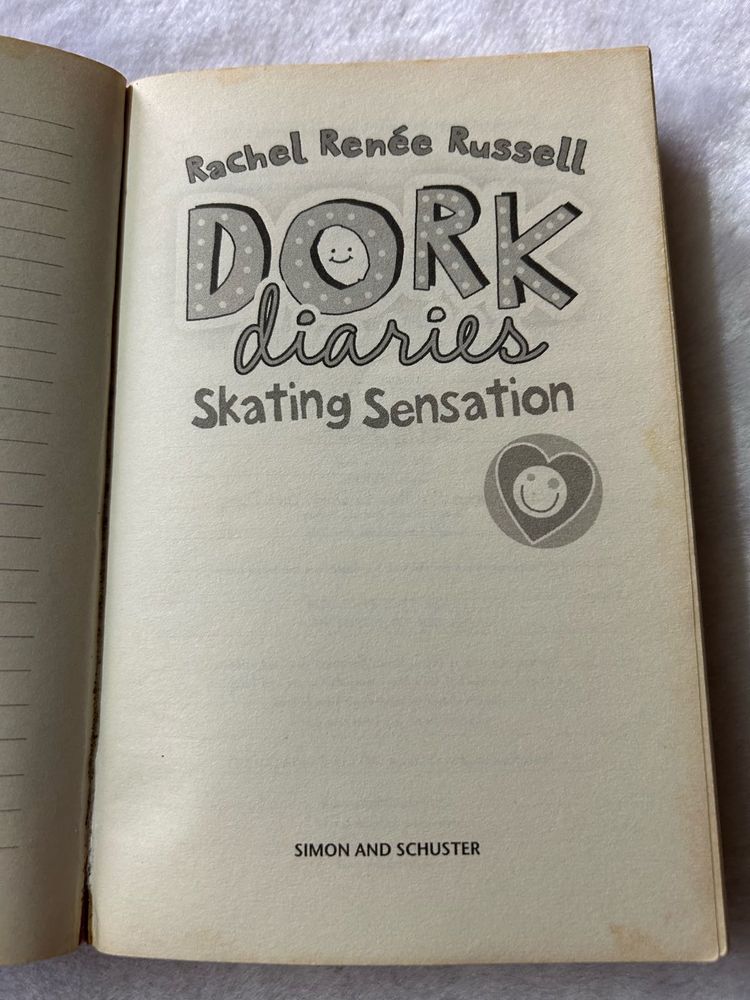 Rachel Renée Russell
DORK
diaries
Skating Sensation
SIMON AND SCHUSTER